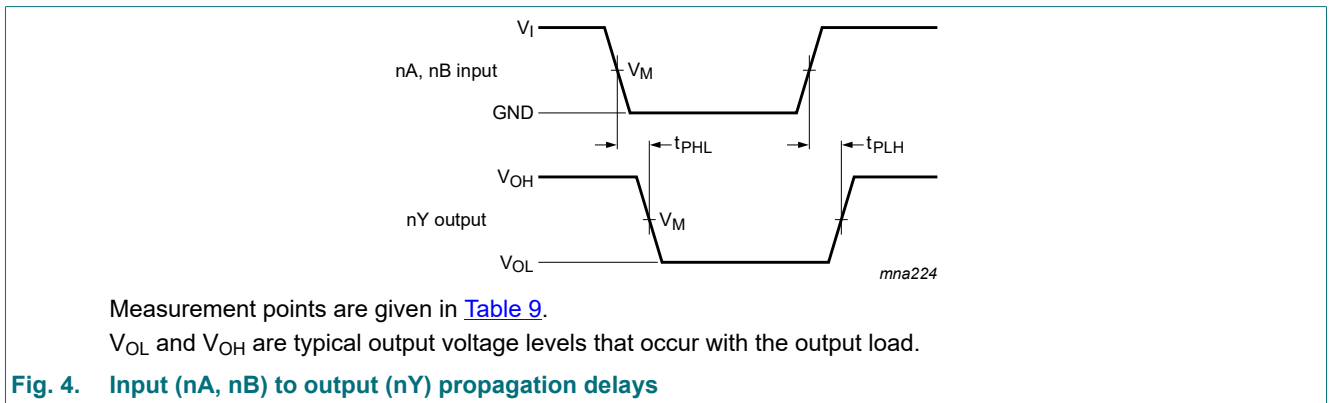 VI
nA, nB input
VM
GND
tPHL
tPLH
VOH
nY output
VM
VOL
mna224
Measurement points are given in Table 9.
VOL and VOH are typical output voltage levels that occur with the output load.
Fig. 4. Input (nA, nB) to output (nY) propagation delays